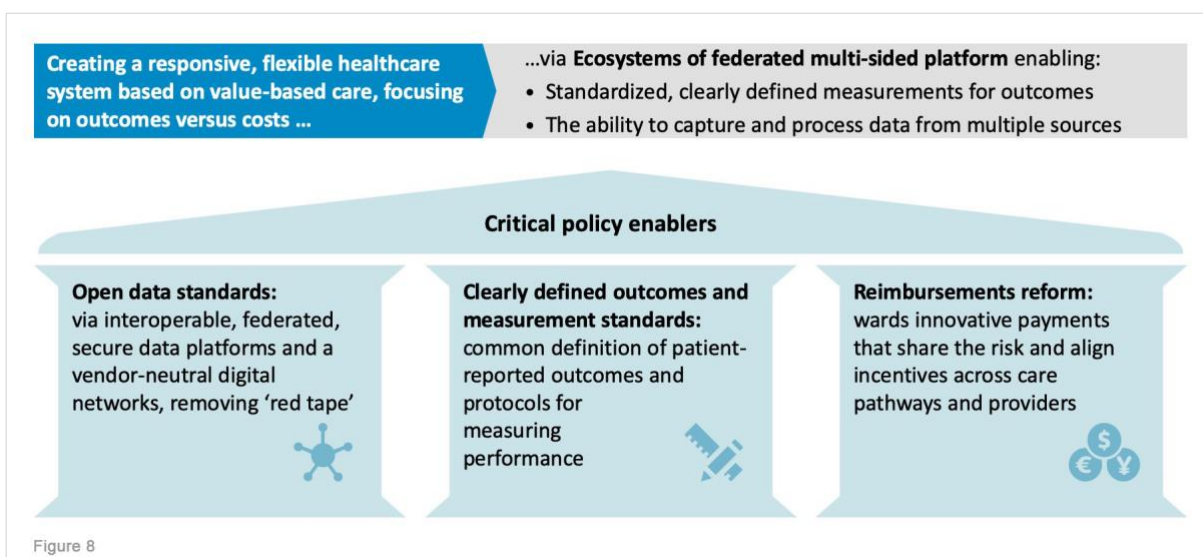 Creating a responsive, flexible healthcare
system based on value-based care, focusing
on outcomes versus costs ...
...via Ecosystems of federated multi-sided platform enabling:
• Standardized, clearly defined measurements for outcomes
• The ability to capture and process data from multiple sources
Critical policy enablers
Open data standards:
via interoperable, federated,
secure data platforms and a
vendor-neutral digital
networks, removing ‘red tape’
Clearly defined outcomes and
measurement standards:
common definition of patient-
reported outcomes and
protocols for
measuring
performance
Reimbursements reform:
wards innovative payments
that share the risk and align
incentives across care
pathways and providers
$
€ ¥
Figure 8